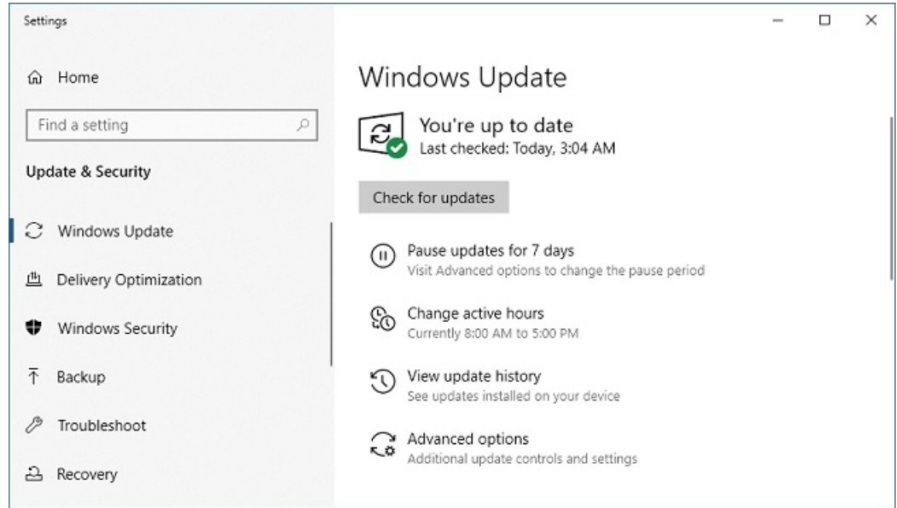 Settings
Home
Find a setting
Update & Security
Windows Update
Delivery Optimization
Windows Security
Backup
Troubleshoot
Recovery
Windows Update
You're up to date
Last checked: Today, 3:04 AM
Check for updates
Pause updates for 7 days
Visit Advanced options to change the pause period
Change active hours
Currently 8:00 AM to 5:00 PM
View update history
See updates installed on your device
Advanced options
Additional update controls and settings